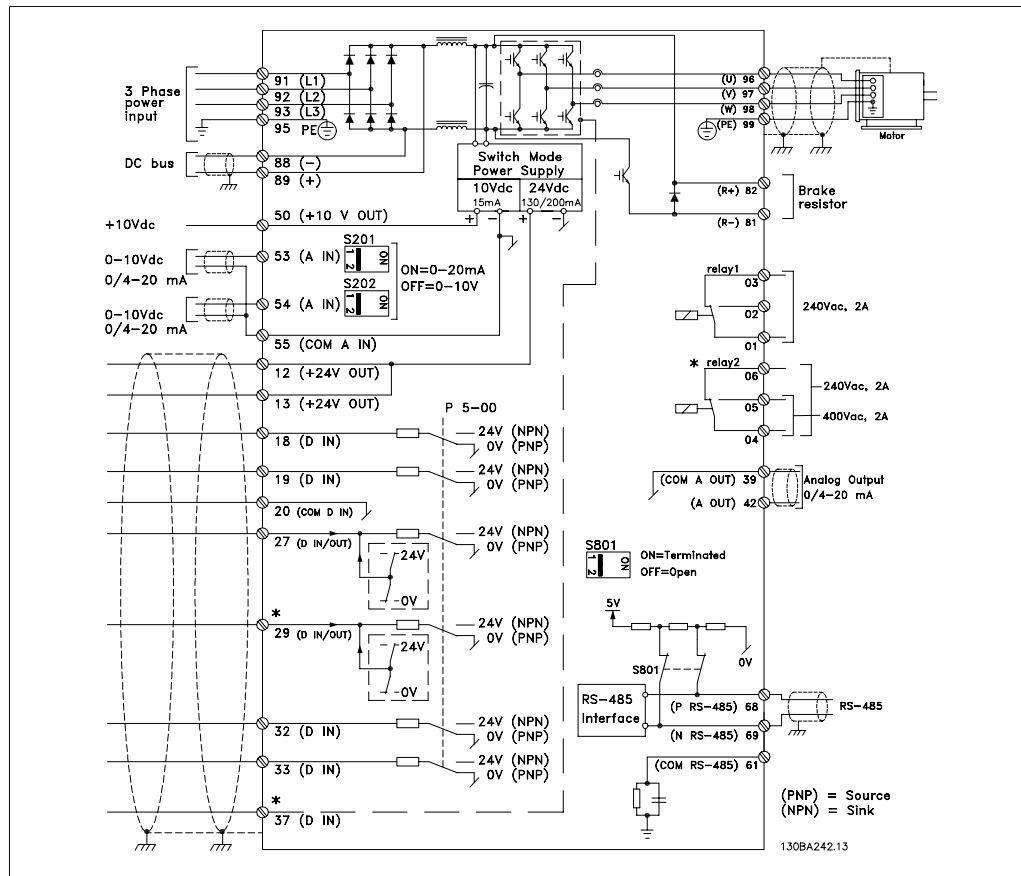 3 Phase
power
input
91 (L1)
92 (L2)
93 (L3)
95 PE
DC bus
88 (-)
89 (+)
+10Vdc
50 (+10 V OUT)
0-10Vdc
0/4-20 mA
53 (A IN)
S201
1 2
ON
ON=0-20mA
OFF=0-10V
S202
1 2
ON
0-10Vdc
0/4-20 mA
54 (A IN)
55 (COM A IN)
12 (+24V OUT)
13 (+24V OUT)
P 5-00
18 (D IN)
24V (NPN)
0V (PNP)
19 (D IN)
24V (NPN)
0V (PNP)
20 (COM D IN)
27 (D IN/OUT)
24V (NPN)
0V (PNP)
24V
0V
*
29 (D IN/OUT)
24V (NPN)
0V (PNP)
24V
0V
32 (D IN)
24V (NPN)
0V (PNP)
33 (D IN)
24V (NPN)
0V (PNP)
*
37 (D IN)
Switch Mode
Power Supply
10Vdc
15mA
24Vdc
130/200mA
+ - + -
(U) 96
(V) 97
(W) 98
(PE) 99
Motor
(R+) 82
(R-) 81
Brake
resistor
relay1
03
02
01
240Vac, 2A
* relay2
06
05
04
240Vac, 2A
400Vac, 2A
(COM A OUT) 39
(A OUT) 42
Analog Output
0/4-20 mA
S801
1 2
ON
ON=Terminated
OFF=Open
5V
0V
S801
RS-485
Interface
(P RS-485) 68
(N RS-485) 69
RS-485
(COM RS-485) 61
(PNP) = Source
(NPN) = Sink
130BA242.13